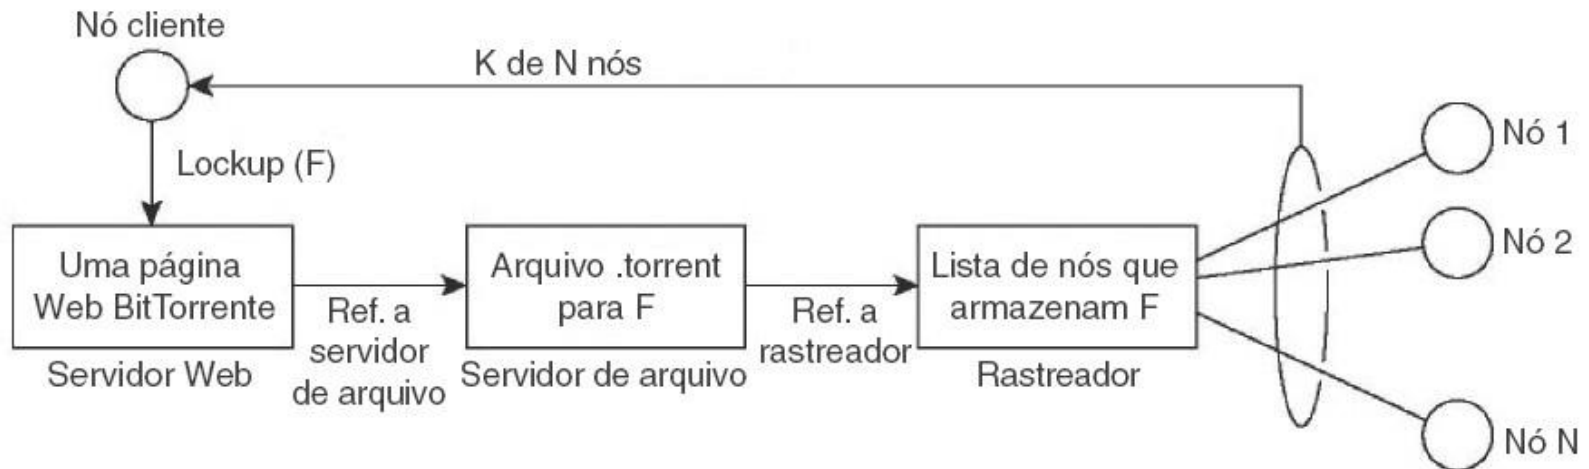 Nó cliente
K de N nós
Lockup (F)
Nó 1
Nó 2
Nó N
Uma página
Web BitTorrente
Servidor Web
Ref. a
servidor
de arquivo
Arquivo .torrent
para F
Servidor de arquivo
Ref. a
rastreador
Lista de nós que
armazenam F
Rastreador